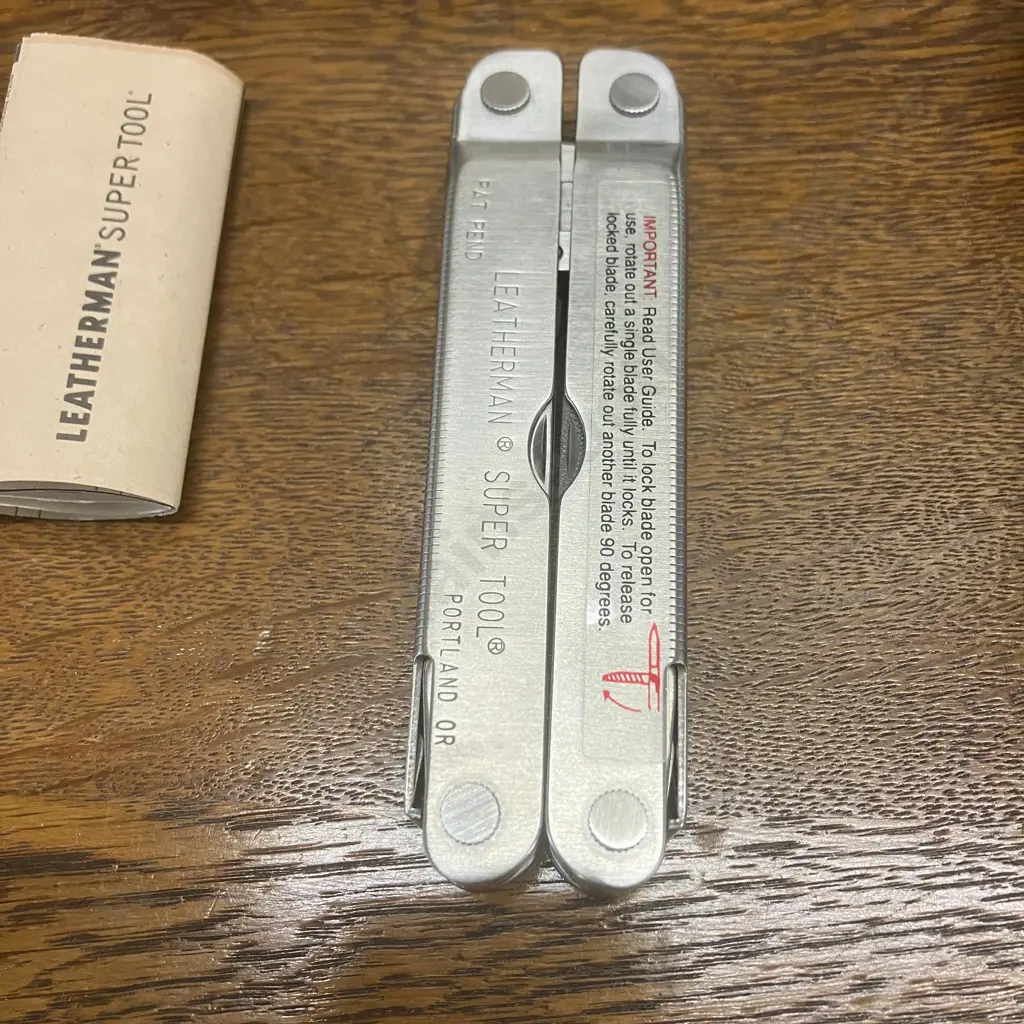 LEATHERMAN® SUPER TOOL®
PAT PEND
LEATHERMAN ® SUPER TOOL®
PORTLAND OR
IMPORTANT: Read User Guide. To lock blade open for
use, rotate out a single blade fully until it locks. To release
locked blade, carefully rotate out another blade 90 degrees.